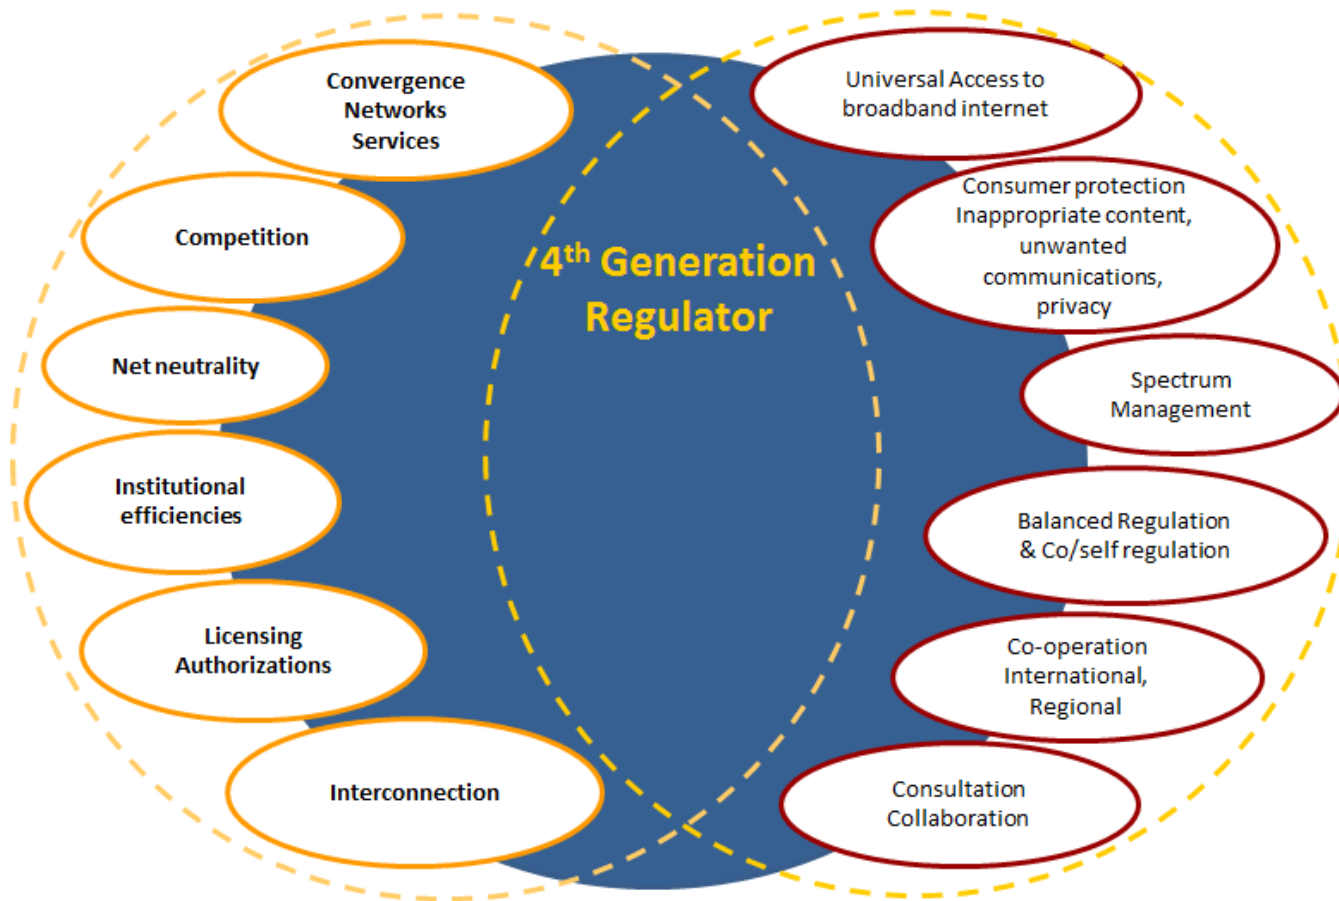 Convergence
Networks
Services
Competition
Net neutrality
Institutional
efficiencies
Licensing
Authorizations
Interconnection
4th Generation
Regulator
Universal Access to
broadband internet
Consumer protection
Inappropriate content,
unwanted
communications,
privacy
Spectrum
Management
Balanced Regulation
& Co/self regulation
Co-operation
International,
Regional
Consultation
Collaboration